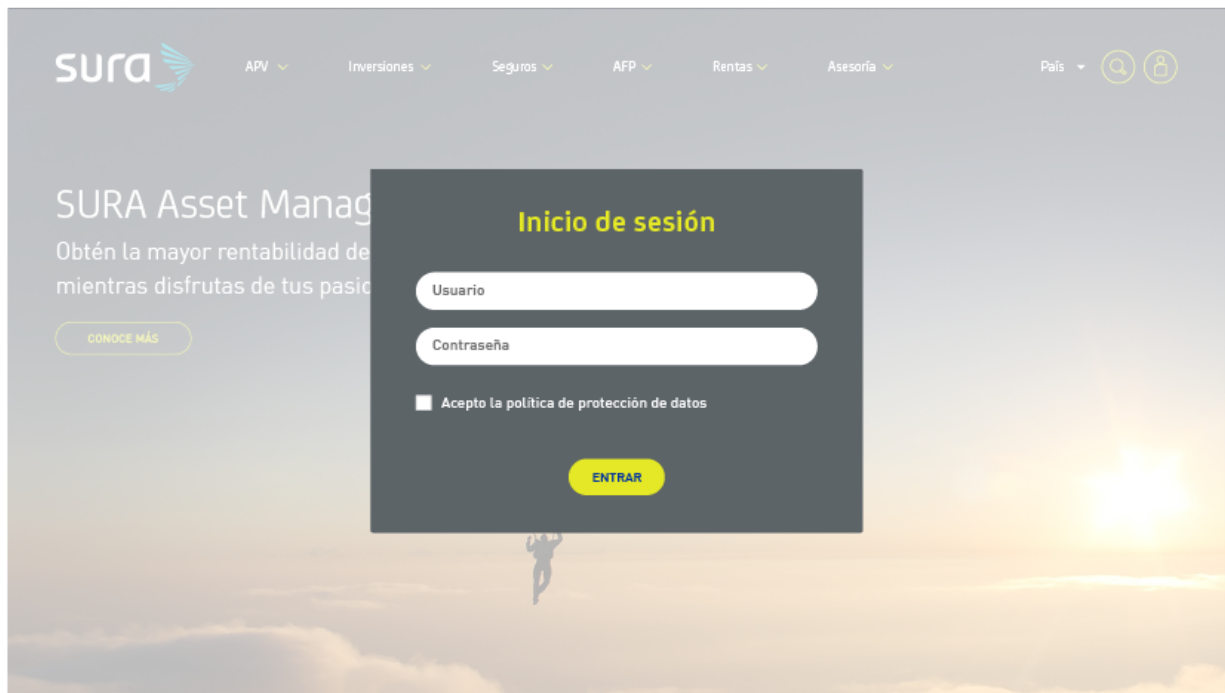 sura
APV
Inversiones
Seguros
AFP
Rentas
Asesoría
País
SURA Asset Manag
Obtén la mayor rentabilidad de
mientras disfrutas de tus pasio
CONOCE MÁS
Inicio de sesión
Usuario
Contraseña
Acepto la política de protección de datos
ENTRAR